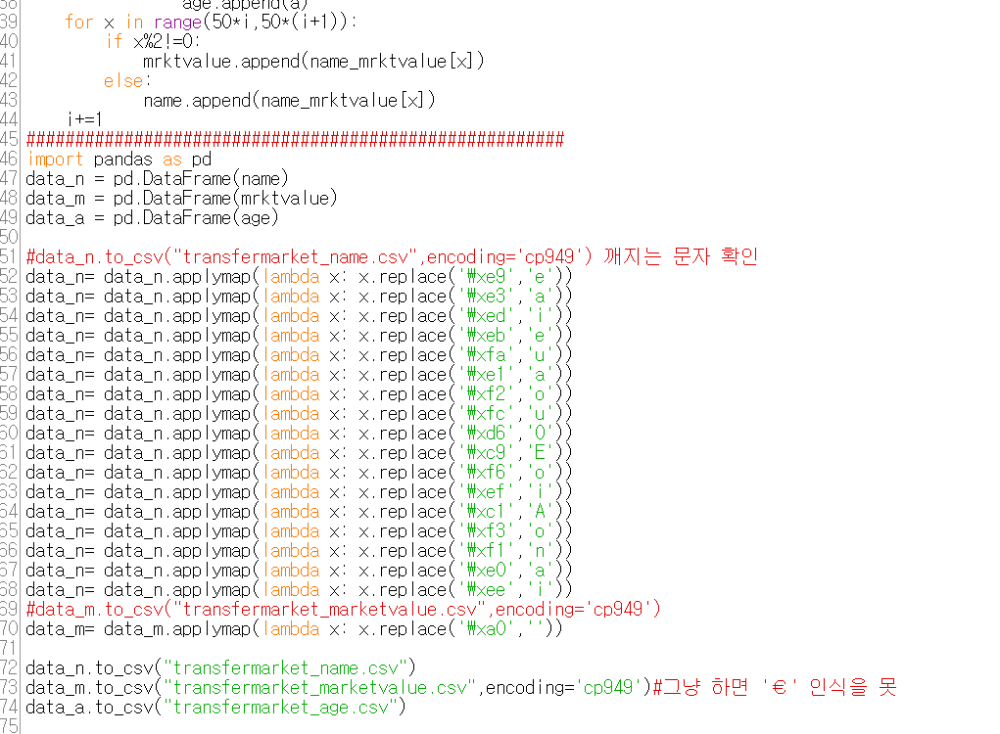 38                age.append(a)
39    for x in range(50*i,50*(i+1)):
40        if x%2!=0:
41            mrktvalue.append(name_mrktvalue[x])
42        else:
43            name.append(name_mrktvalue[x])
44    i+=1
45 #######################################################
46 import pandas as pd
47 data_n = pd.DataFrame(name)
48 data_m = pd.DataFrame(mrktvalue)
49 data_a = pd.DataFrame(age)
50
51 #data_n.to_csv("transfermarket_name.csv",encoding='cp949') 깨지는 문자 확인
52 data_n= data_n.applymap(lambda x: x.replace('₩xe9','e'))
53 data_n= data_n.applymap(lambda x: x.replace('₩xe3','a'))
54 data_n= data_n.applymap(lambda x: x.replace('₩xed','i'))
55 data_n= data_n.applymap(lambda x: x.replace('₩xeb','e'))
56 data_n= data_n.applymap(lambda x: x.replace('₩xfa','u'))
57 data_n= data_n.applymap(lambda x: x.replace('₩xe1','a'))
58 data_n= data_n.applymap(lambda x: x.replace('₩xf2','o'))
59 data_n= data_n.applymap(lambda x: x.replace('₩xfc','u'))
60 data_n= data_n.applymap(lambda x: x.replace('₩xd6','O'))
61 data_n= data_n.applymap(lambda x: x.replace('₩xc9','E'))
62 data_n= data_n.applymap(lambda x: x.replace('₩xf6','o'))
63 data_n= data_n.applymap(lambda x: x.replace('₩xef','i'))
64 data_n= data_n.applymap(lambda x: x.replace('₩xc1','A'))
65 data_n= data_n.applymap(lambda x: x.replace('₩xf3','o'))
66 data_n= data_n.applymap(lambda x: x.replace('₩xf1','n'))
67 data_n= data_n.applymap(lambda x: x.replace('₩xe0','a'))
68 data_n= data_n.applymap(lambda x: x.replace('₩xee','i'))
69 #data_m.to_csv("transfermarket_marketvalue.csv",encoding='cp949')
70 data_m= data_m.applymap(lambda x: x.replace('₩xa0',''))
71
72 data_n.to_csv("transfermarket_name.csv")
73 data_m.to_csv("transfermarket_marketvalue.csv",encoding='cp949')#그냥 하면 '€' 인식을 못
74 data_a.to_csv("transfermarket_age.csv")
75